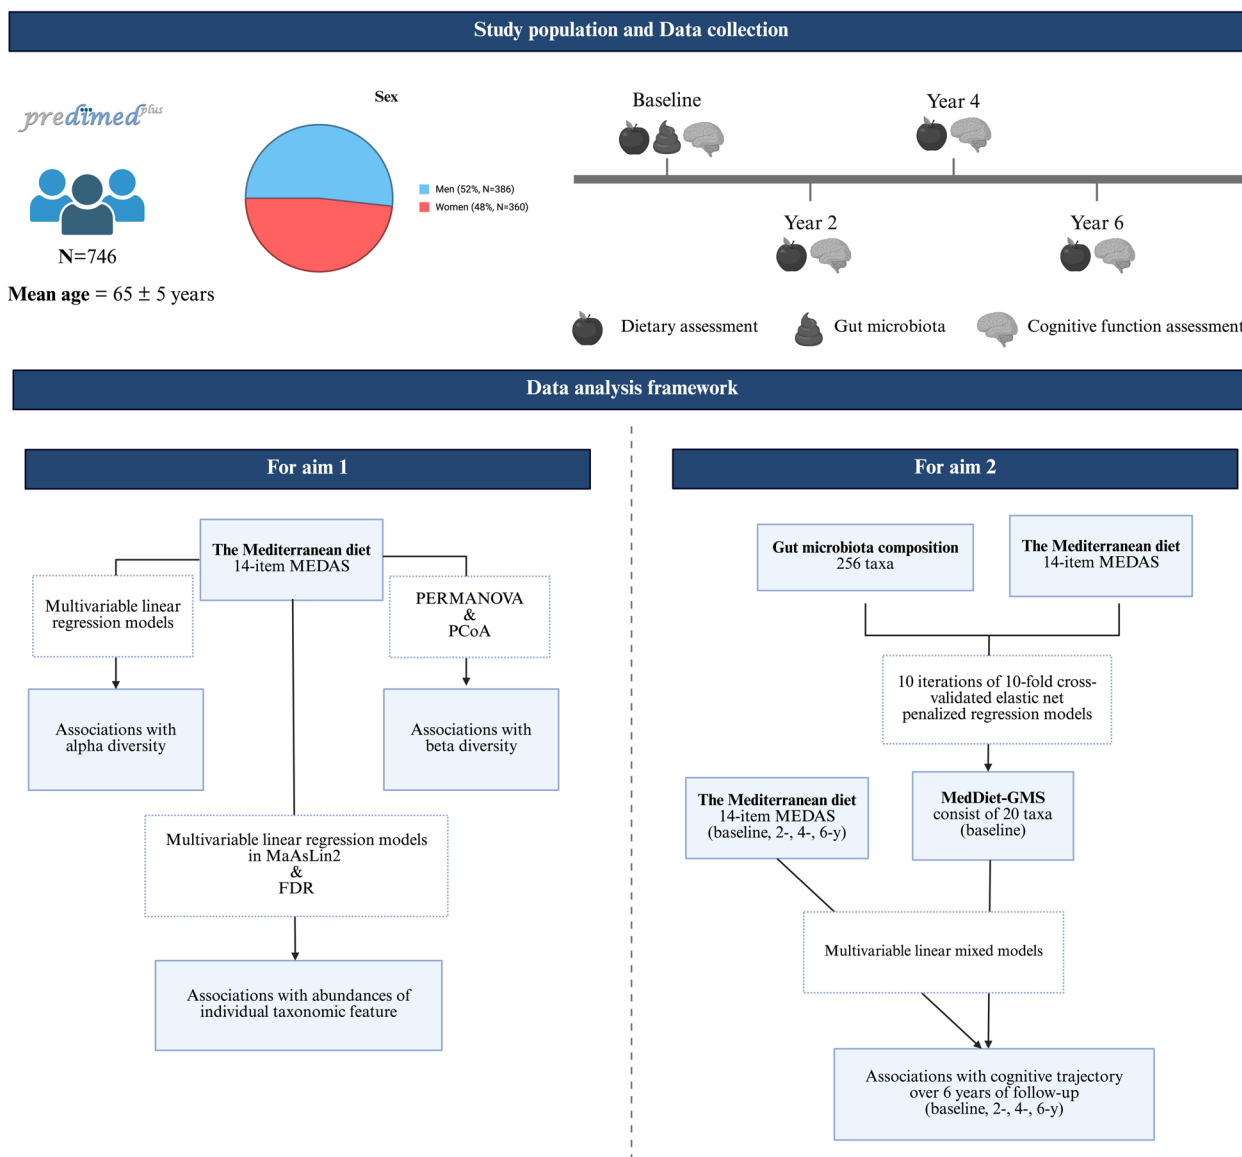 Study population and Data collection
predimed plus
N=746
Mean age = 65 ± 5 years
Sex
Men (52%, N=386)
Women (48%, N=360)
Baseline
Year 4
Year 2
Year 6
Dietary assessment
Gut microbiota
Cognitive function assessment
Data analysis framework
For aim 1
The Mediterranean diet
14-item MEDAS
Multivariable linear
regression models
PERMANOVA
&
PCoA
Associations with
alpha diversity
Associations with
beta diversity
Multivariable linear regression models
in MaAsLin2
&
FDR
Associations with abundances of
individual taxonomic feature
For aim 2
Gut microbiota composition
256 taxa
The Mediterranean diet
14-item MEDAS
10 iterations of 10-fold cross-
validated elastic net
penalized regression models
The Mediterranean diet
14-item MEDAS
(baseline, 2-, 4-, 6-y)
MedDiet-GMS
consist of 20 taxa
(baseline)
Multivariable linear mixed models
Associations with cognitive trajectory
over 6 years of follow-up
(baseline, 2-, 4-, 6-y)